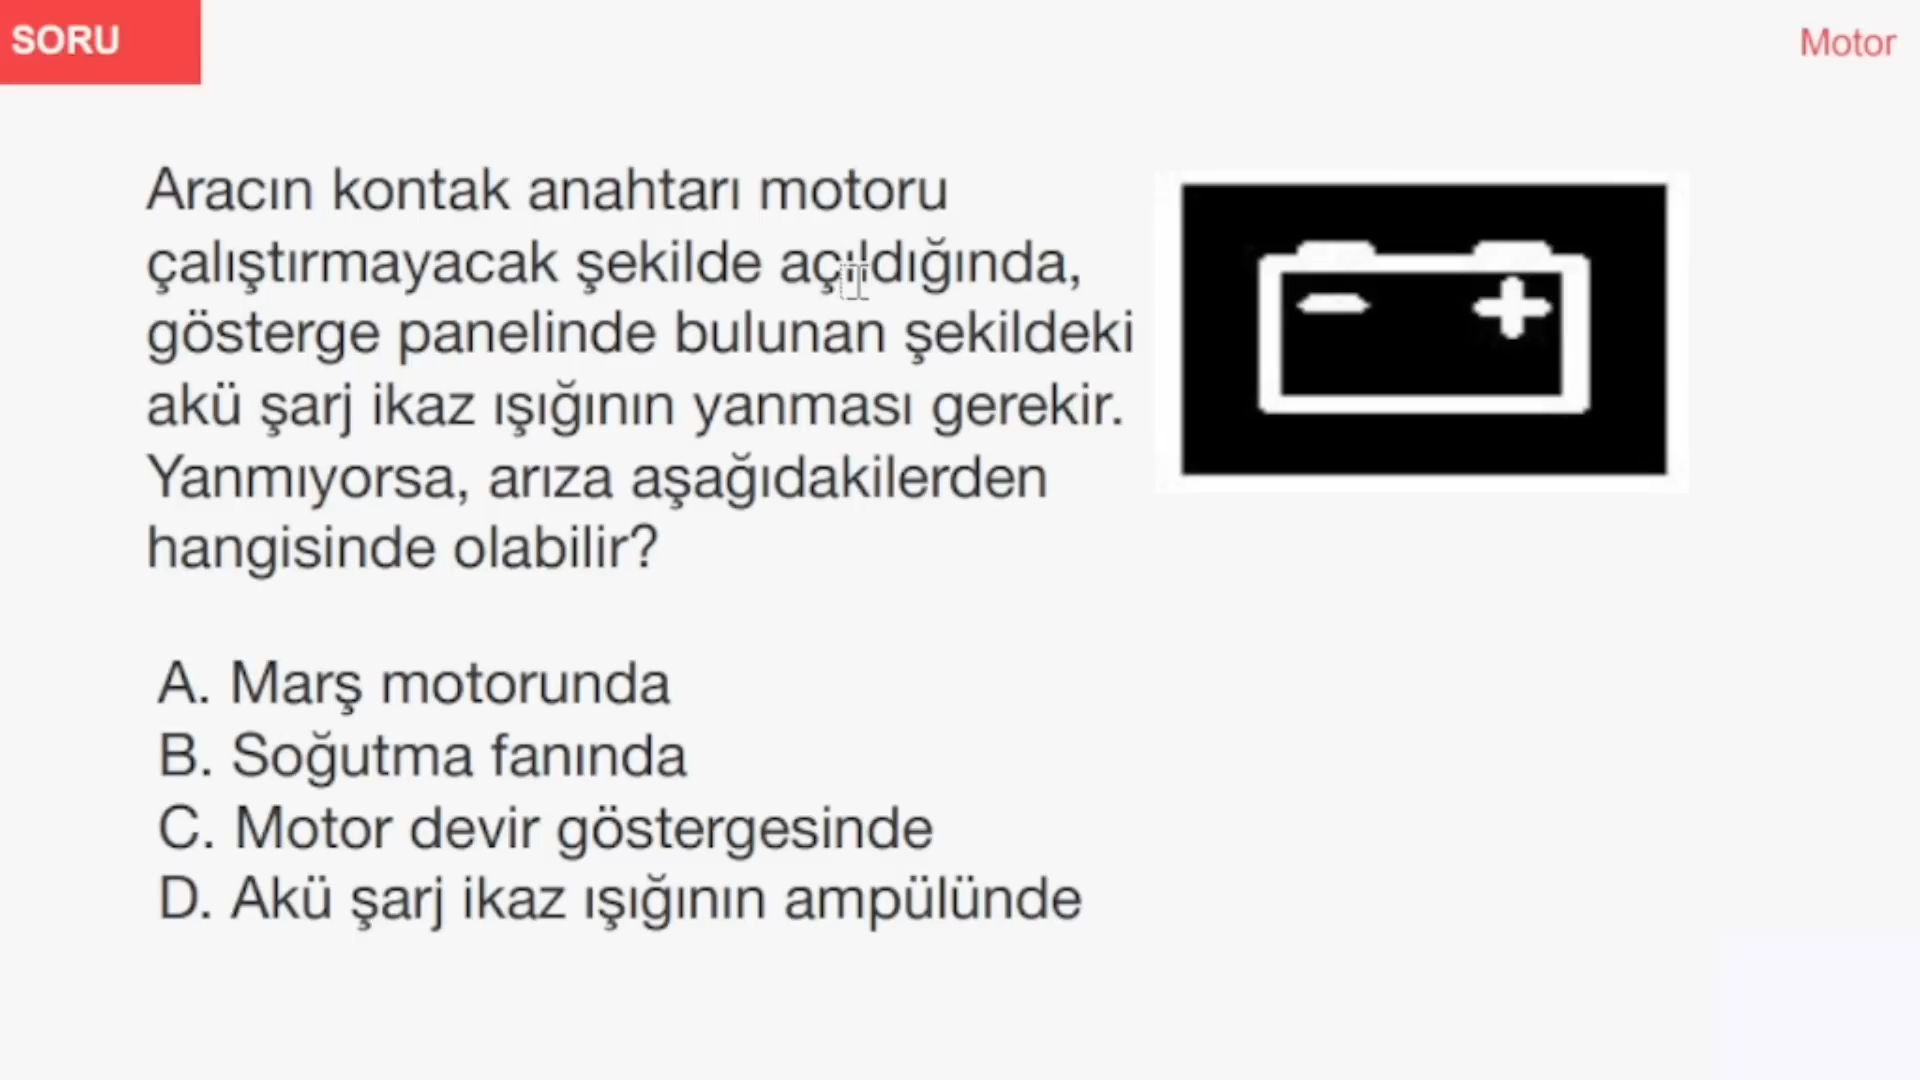 SORU
Motor
Aracın kontak anahtarı motoru
çalıştırmayacak şekilde açıldığında,
gösterge panelinde bulunan şekildeki
akü şarj ikaz ışığının yanması gerekir.
Yanmıyorsa, arıza aşağıdakilerden
hangisinde olabilir?
A. Marş motorunda
B. Soğutma fanında
C. Motor devir göstergesinde
D. Akü şarj ikaz ışığının ampülünde